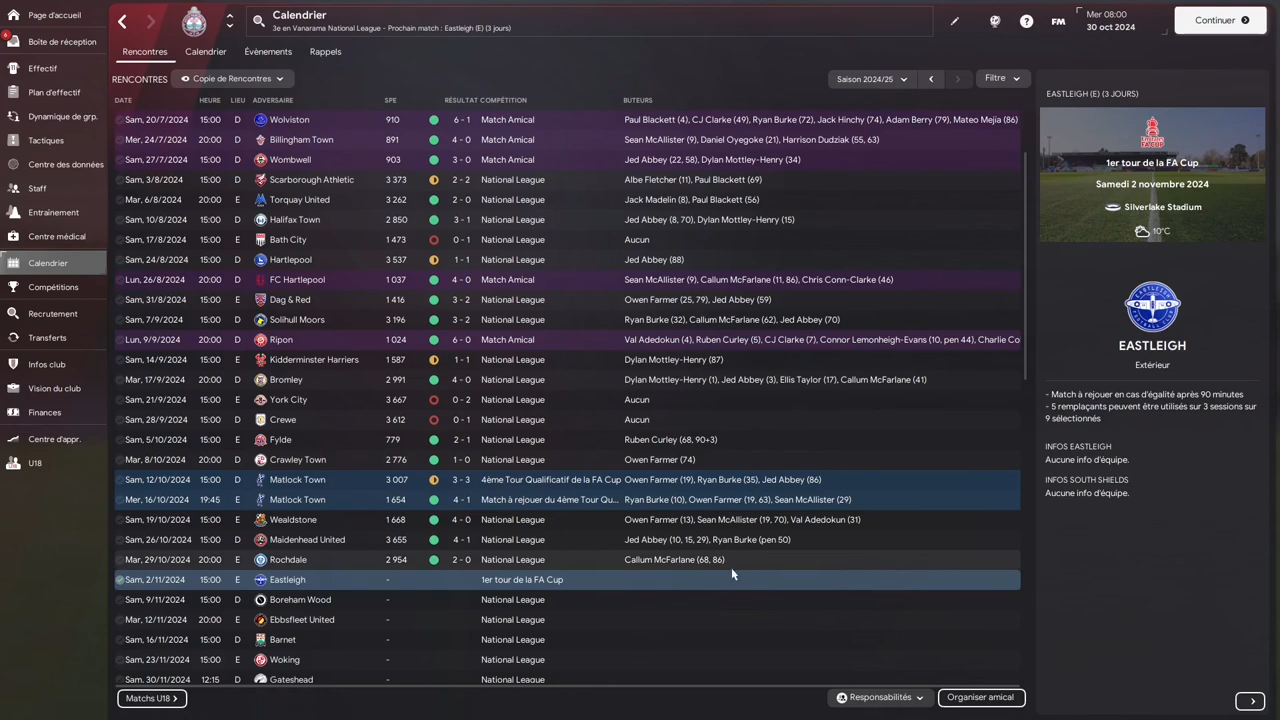 Page d'accueil
6
Boîte de réception
Effectif
Plan d'effectif
Dynamique de grp.
Tactiques
Centre des données
Staff
Entraînement
Centre médical
Calendrier
Compétitions
Recrutement
Transferts
Infos club
Vision du club
Finances
Centre d'appr.
U18
Calendrier
3e en Vanarama National League - Prochain match : Eastleigh (E) (3 jours)
? FM
Mer 08:00
30 oct 2024
Continuer
Rencontres Calendrier Évènements Rappels
RENCONTRES Copie de Rencontres Saison 2024/25 Filtre
DATE HEURE LIEU ADVERSAIRE SPE RÉSULTAT COMPÉTITION BUTEURS
Sam, 20/7/2024 15:00 D Wolviston 910 6 - 1 Match Amical Paul Blackett (4), CJ Clarke (49), Ryan Burke (72), Jack Hinchy (74), Adam Berry (79), Mateo Mejia (86)
Mer, 24/7/2024 20:00 D Billingham Town 891 4 - 0 Match Amical Sean McAllister (9), Daniel Oyegoke (21), Harrison Dudziak (55, 63)
Sam, 27/7/2024 15:00 D Wombwell 903 3 - 0 Match Amical Jed Abbey (22, 58), Dylan Mottley-Henry (34)
Sam, 3/8/2024 15:00 D Scarborough Athletic 3 373 2 - 2 National League Albe Fletcher (11), Paul Blackett (69)
Mar, 6/8/2024 20:00 E Torquay United 3 262 2 - 0 National League Jack Madelin (8), Paul Blackett (56)
Sam, 10/8/2024 15:00 D Halifax Town 2 850 3 - 1 National League Jed Abbey (8, 70), Dylan Mottley-Henry (15)
Sam, 17/8/2024 15:00 E Bath City 1 473 0 - 1 National League Aucun
Sam, 24/8/2024 15:00 D Hartlepool 3 537 1 - 1 National League Jed Abbey (88)
Lun, 26/8/2024 20:00 D FC Hartlepool 1 037 4 - 0 Match Amical Sean McAllister (9), Callum McFarlane (11, 86), Chris Conn-Clarke (46)
Sam, 31/8/2024 15:00 E Dag & Red 1 416 3 - 2 National League Owen Farmer (25, 79), Jed Abbey (59)
Sam, 7/9/2024 15:00 D Solihull Moors 3 196 3 - 0 National League Ryan Burke (32), Callum McFarlane (62), Jed Abbey (70)
Lun, 9/9/2024 20:00 D Ripon 1 024 6 - 0 Match Amical Val Adedokun (4), Ruben Curley (5), CJ Clarke (7), Connor Lemonheigh-Evans (10, pen 44), Charlie Co
Sam, 14/9/2024 15:00 E Kidderminster Harriers 1 587 1 - 1 National League Dylan Mottley-Henry (87)
Mar, 17/9/2024 20:00 D Bromley 2 991 4 - 0 National League Dylan Mottley-Henry (1), Jed Abbey (3), Ellis Taylor (17), Callum McFarlane (41)
Sam, 21/9/2024 15:00 E York City 3 667 0 - 2 National League Aucun
Sam, 28/9/2024 15:00 D Crewe 3 612 0 - 1 National League Aucun
Sam, 5/10/2024 15:00 E Fylde 779 2 - 1 National League Ruben Curley (68, 90+3)
Mar, 8/10/2024 20:00 D Crawley Town 2 776 1 - 0 National League Owen Farmer (74)
Sam, 12/10/2024 15:00 D Matlock Town 3 007 3 - 3 4ème Tour Qualificatif de la FA Cup Owen Farmer (19), Ryan Burke (35), Jed Abbey (86)
Mer, 16/10/2024 19:45 E Matlock Town 1 654 4 - 1 Match à rejouer du 4ème Tour Qu... Ryan Burke (10), Owen Farmer (19, 63), Sean McAllister (29)
Sam, 19/10/2024 15:00 E Wealdstone 1 668 4 - 0 National League Owen Farmer (13), Sean McAllister (19, 70), Val Adedokun (31)
Sam, 26/10/2024 15:00 D Maidenhead United 3 655 4 - 1 National League Jed Abbey (10, 15, 29), Ryan Burke (pen 50)
Mar, 29/10/2024 20:00 E Rochdale 2 954 2 - 0 National League Callum McFarlane (68, 86)
Sam, 2/11/2024 15:00 E Eastleigh - 1er tour de la FA Cup
Sam, 9/11/2024 15:00 D Boreham Wood - National League
Mar, 12/11/2024 20:00 E Ebbsfleet United - National League
Sam, 16/11/2024 15:00 D Barnet - National League
Sam, 23/11/2024 15:00 E Woking - National League
Sam, 30/11/2024 12:15 D Gateshead - National League
Matchs U18 Responsabilités Organiser amical
EASTLEIGH (E) (3 JOURS)
1er tour de la FA Cup
Samedi 2 novembre 2024
Silverlake Stadium
10°C
EASTLEIGH
Extérieur
- Match à rejouer en cas d'égalité après 90 minutes
- 5 remplaçants peuvent être utilisés sur 3 sessions sur
9 sélectionnés
INFOS EASTLEIGH
Aucune info d'équipe.
INFOS SOUTH SHIELDS
Aucune info d'équipe.